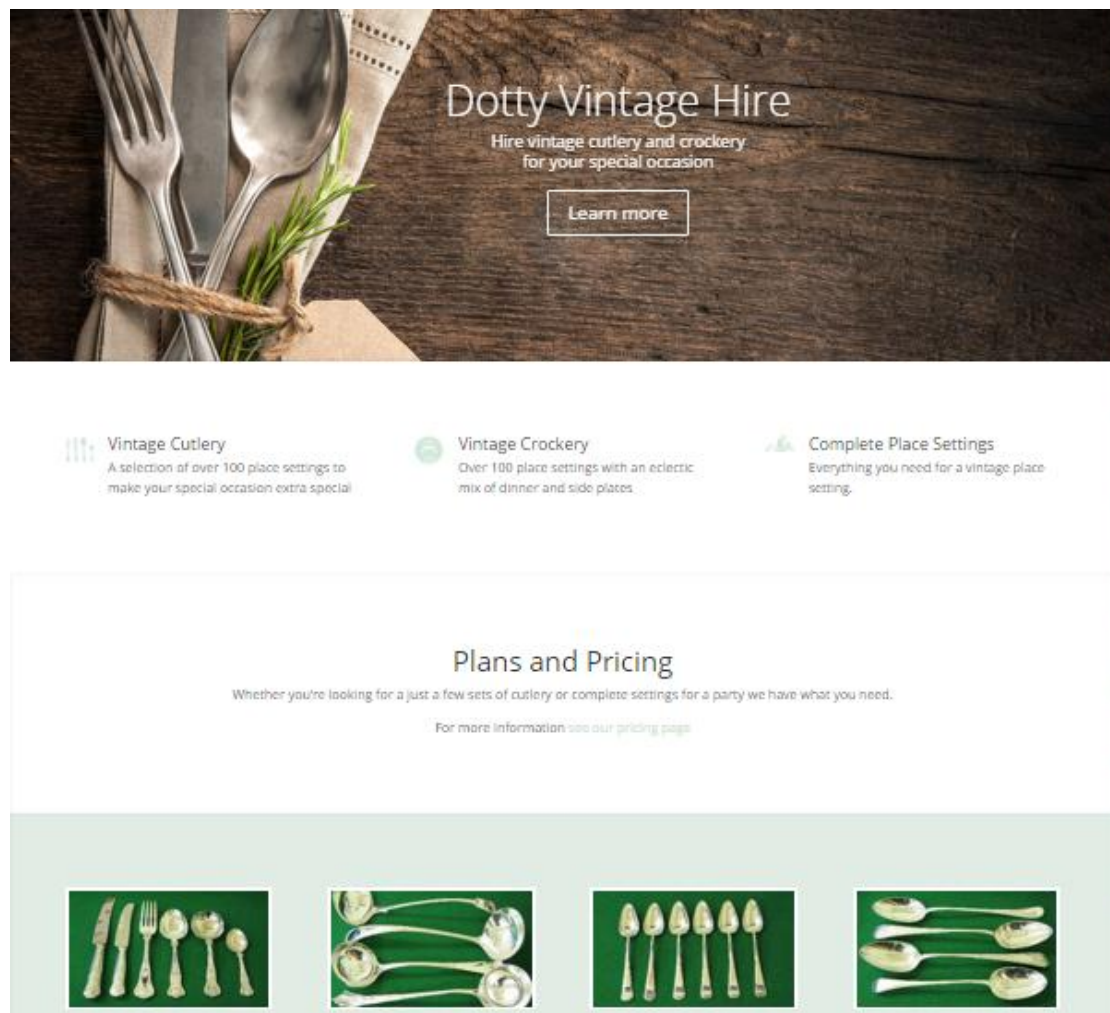 Dotty Vintage Hire
Hire vintage cutlery and crockery
for your special occasion
Learn more
Vintage Cutlery
A selection of over 100 place settings to
make your special occasion extra special
Vintage Crockery
Over 100 place settings with an eclectic
mix of dinner and side plates
Complete Place Settings
Everything you need for a vintage place
setting.
Plans and Pricing
Whether you're looking for a just a few sets of cutlery or complete settings for a party we have what you need.
For more information see our pricing page